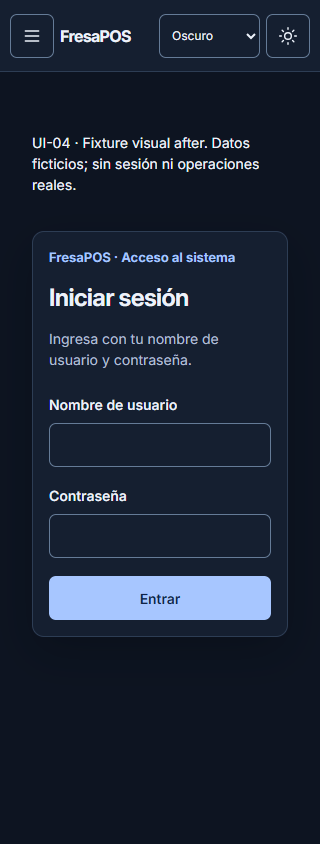 FresaPOS
Oscuro
UI-04 · Fixture visual after. Datos
ficticios; sin sesión ni operaciones
reales.
FresaPOS · Acceso al sistema
Iniciar sesión
Ingresa con tu nombre de
usuario y contraseña.
Nombre de usuario
Contraseña
Entrar